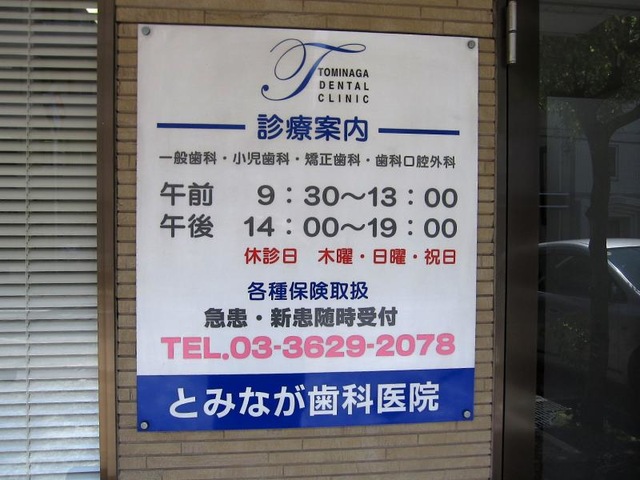 TOMINAGA
DENTAL
CLINIC
診療案内
一般歯科・小児歯科・矯正歯科・歯科口腔外科
午前 9：30～13：00
午後 14：00～19：00
休診日 木曜・日曜・祝日
各種保険取扱
急患・新患随時受付
TEL.03-3629-2078
とみなが歯科医院